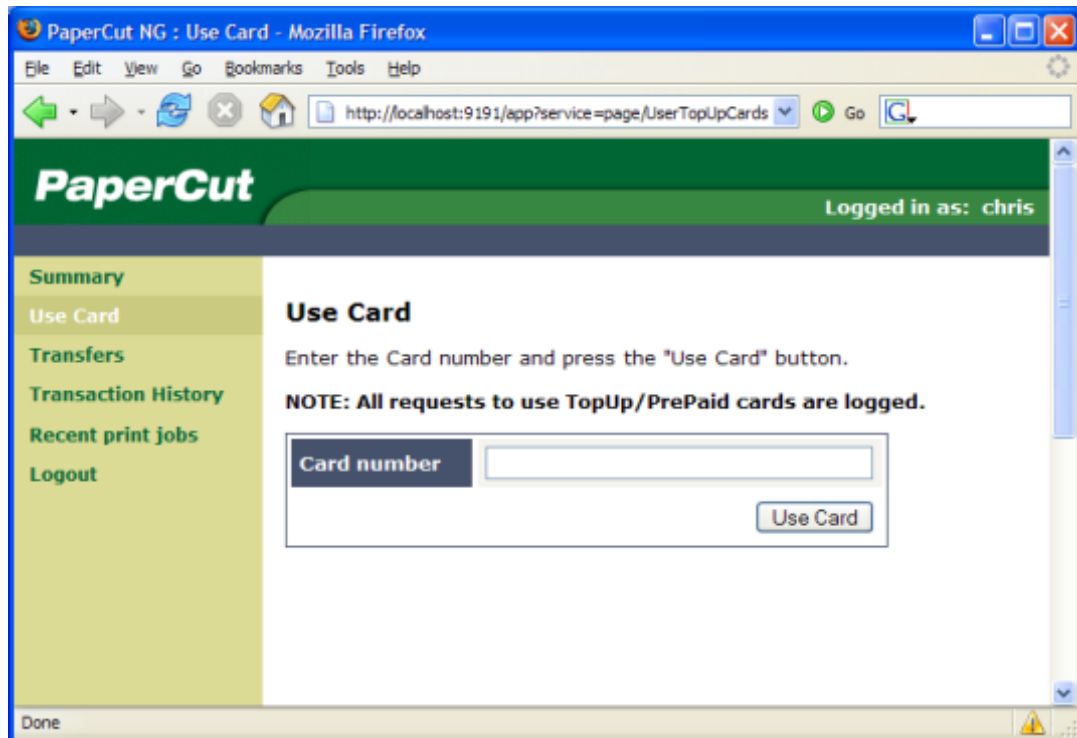 PaperCut NG : Use Card - Mozilla Firefox
File Edit View Go Bookmarks Tools Help
http://localhost:9191/app?service=page/UserTopUpCards Go G
PaperCut
Logged in as: chris
Summary
Use Card
Transfers
Transaction History
Recent print jobs
Logout
Use Card
Enter the Card number and press the "Use Card" button.
NOTE: All requests to use TopUp/PrePaid cards are logged.
Card number
Use Card
Done